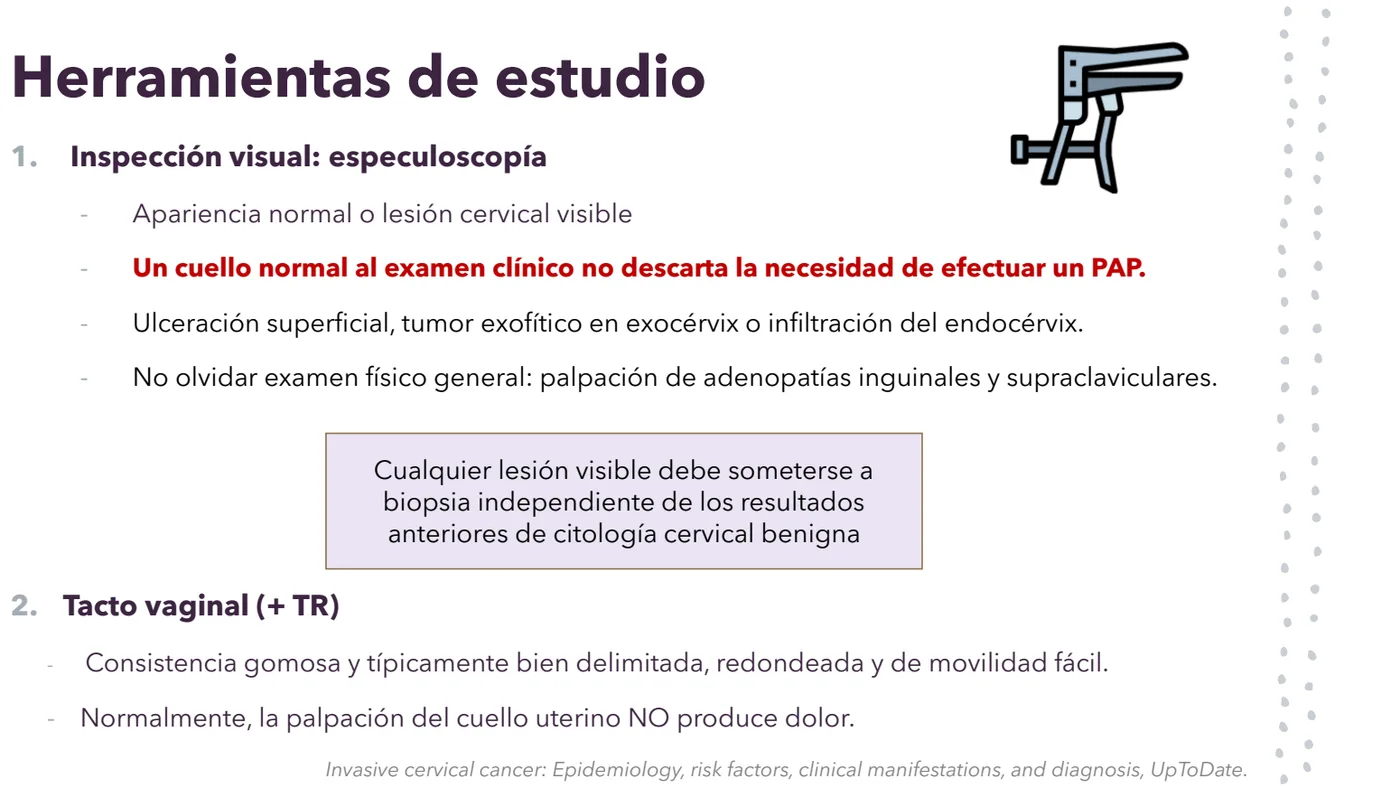 Herramientas de estudio
1. Inspección visual: especuloscopía
- Apariencia normal o lesión cervical visible
- Un cuello normal al examen clínico no descarta la necesidad de efectuar un PAP.
- Ulceración superficial, tumor exofítico en exocérvix o infiltración del endocérvix.
- No olvidar examen físico general: palpación de adenopatías inguinales y supraclaviculares.
Cualquier lesión visible debe someterse a
biopsia independiente de los resultados
anteriores de citología cervical benigna
2. Tacto vaginal (+ TR)
- Consistencia gomosa y típicamente bien delimitada, redondeada y de movilidad fácil.
- Normalmente, la palpación del cuello uterino NO produce dolor.
Invasive cervical cancer: Epidemiology, risk factors, clinical manifestations, and diagnosis, UpToDate.